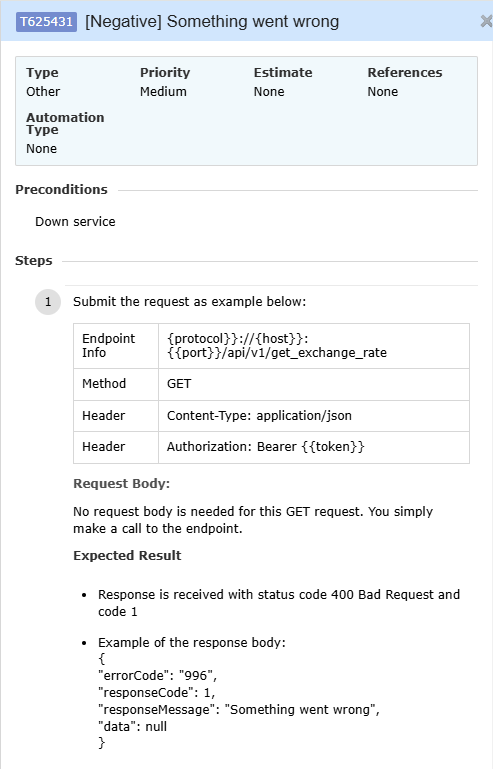 T625431 [Negative] Something went wrong
Type Priority Estimate References
Other Medium None None
Automation
Type
None
Preconditions
Down service
Steps
1 Submit the request as example below:
Endpoint {protocol}}://{host}}:
Info {{port}}/api/v1/get_exchange_rate
Method GET
Header Content-Type: application/json
Header Authorization: Bearer {{token}}
Request Body:
No request body is needed for this GET request. You simply
make a call to the endpoint.
Expected Result
• Response is received with status code 400 Bad Request and
code 1
• Example of the response body:
{
"errorCode": "996",
"responseCode": 1,
"responseMessage": "Something went wrong",
"data": null
}